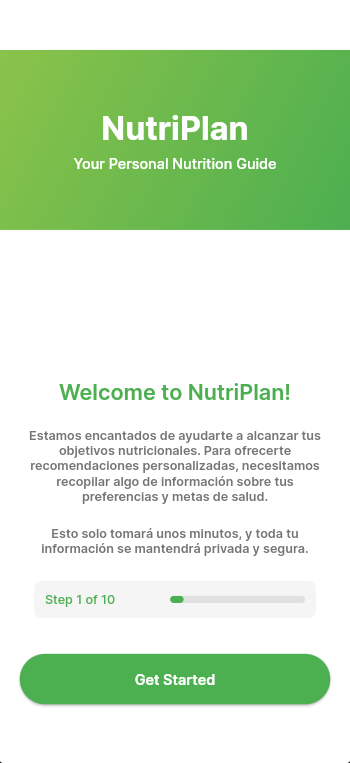 NutriPlan
Your Personal Nutrition Guide
Welcome to NutriPlan!
Estamos encantados de ayudarte a alcanzar tus
objetivos nutricionales. Para ofrecerte
recomendaciones personalizadas, necesitamos
recopilar algo de información sobre tus
preferencias y metas de salud.
Esto solo tomará unos minutos, y toda tu
información se mantendrá privada y segura.
Step 1 of 10
Get Started